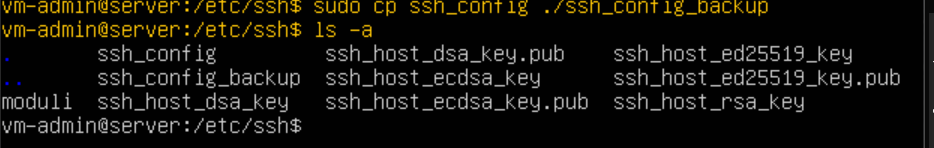 vm-admin@server:/etc/ssh$ sudo cp ssh_config ./ssh_config_backup
vm-admin@server:/etc/ssh$ ls -a
. ssh_config ssh_host_dsa_key.pub ssh_host_ed25519_key
.. ssh_config_backup ssh_host_ecdsa_key ssh_host_ed25519_key.pub
moduli ssh_host_dsa_key ssh_host_ecdsa_key.pub ssh_host_rsa_key
vm-admin@server:/etc/ssh$